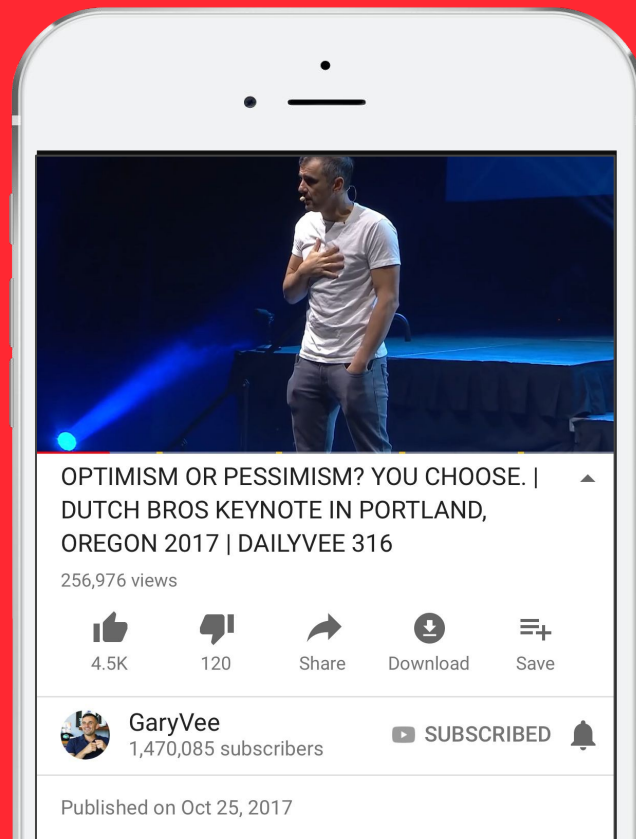 OPTIMISM OR PESSIMISM? YOU CHOOSE. |
DUTCH BROS KEYNOTE IN PORTLAND,
OREGON 2017 | DAILYVEE 316
256,976 views
4.5K 120 Share Download Save
GaryVee
1,470,085 subscribers
SUBSCRIBED
Published on Oct 25, 2017